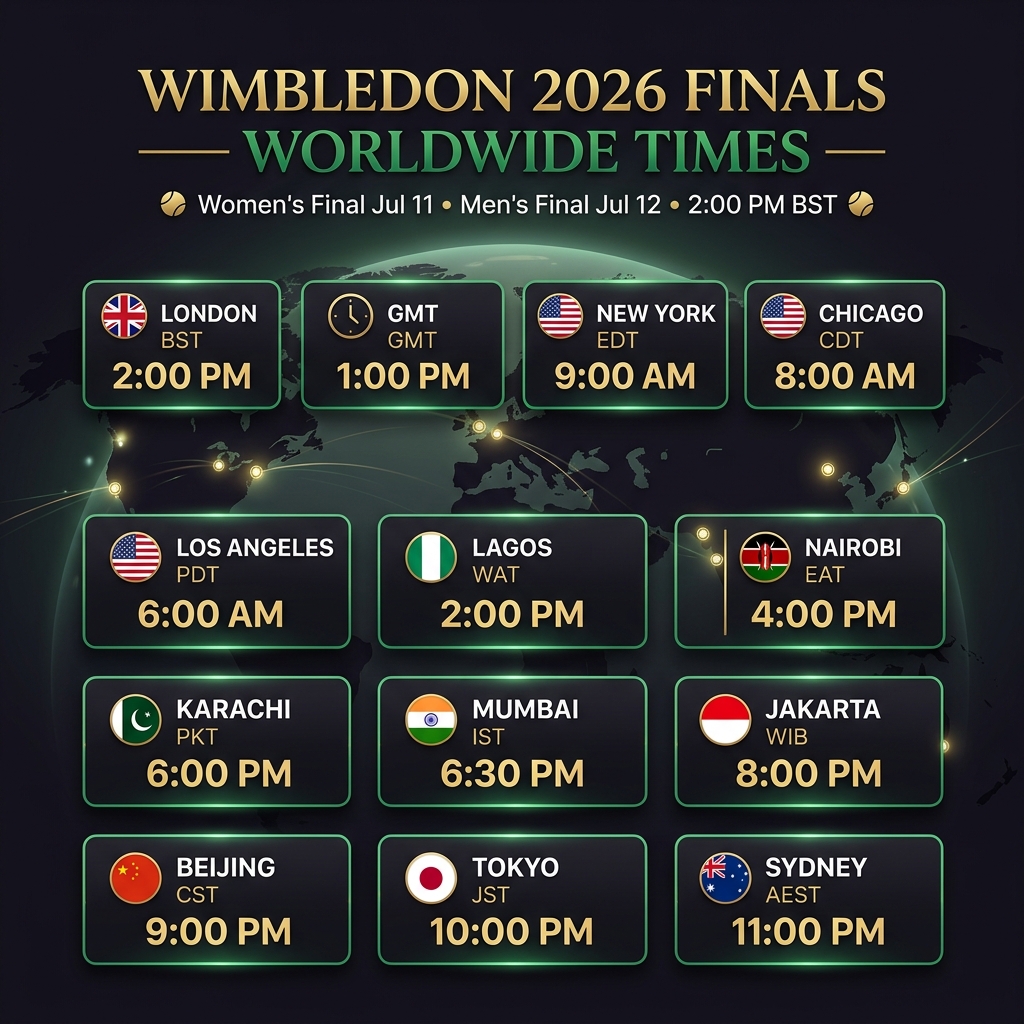 WIMBLEDON 2026 FINALS
WORLDWIDE TIMES
Women's Final Jul 11 • Men's Final Jul 12 • 2:00 PM BST
LONDON
BST
2:00 PM
GMT
GMT
1:00 PM
NEW YORK
EDT
9:00 AM
CHICAGO
CDT
8:00 AM
LOS ANGELES
PDT
6:00 AM
LAGOS
WAT
2:00 PM
NAIROBI
EAT
4:00 PM
KARACHI
PKT
6:00 PM
MUMBAI
IST
6:30 PM
JAKARTA
WIB
8:00 PM
BEIJING
CST
9:00 PM
TOKYO
JST
10:00 PM
SYDNEY
AEST
11:00 PM